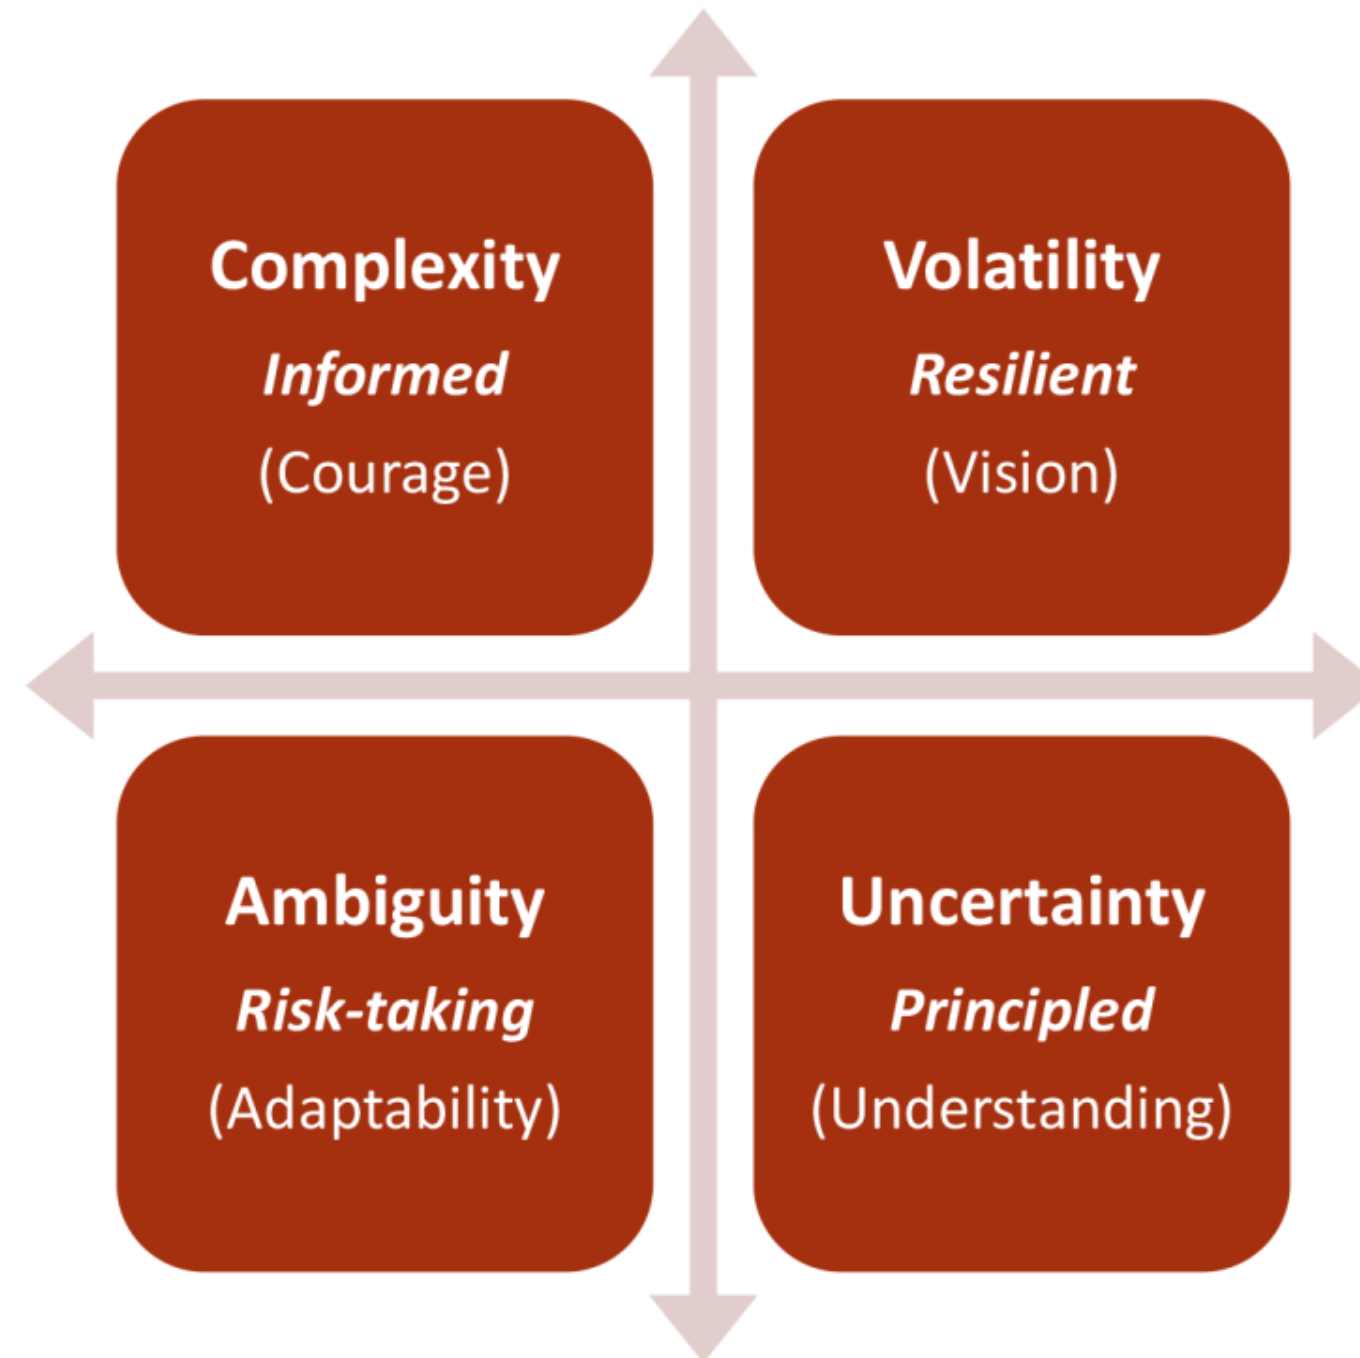 Complexity
Informed
(Courage)
Volatility
Resilient
(Vision)
Ambiguity
Risk-taking
(Adaptability)
Uncertainty
Principled
(Understanding)